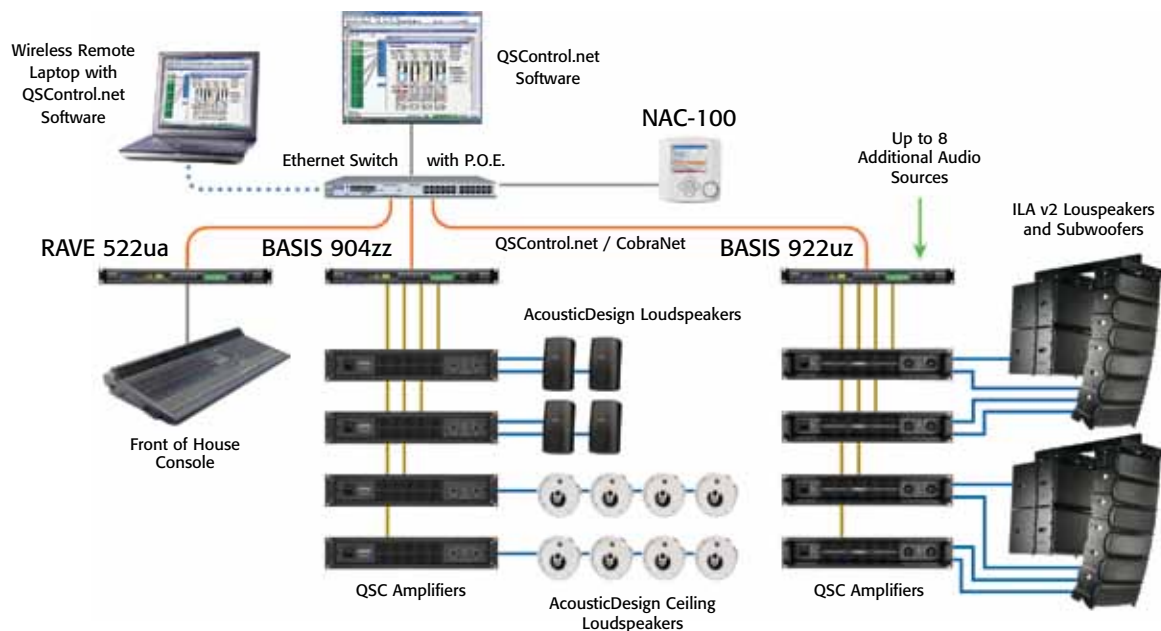 Wireless Remote
Laptop with
QSControl.net
Software
QSControl.net
Software
NAC-100
Ethernet Switch with P.O.E.
Up to 8
Additional Audio
Sources
ILA v2 Louspeakers
and Subwoofers
RAVE 522ua
BASIS 904zz
QSControl.net / CobraNet
BASIS 922uz
AcousticDesign Loudspeakers
Front of House
Console
QSC Amplifiers
AcousticDesign Ceiling
Loudspeakers
QSC Amplifiers